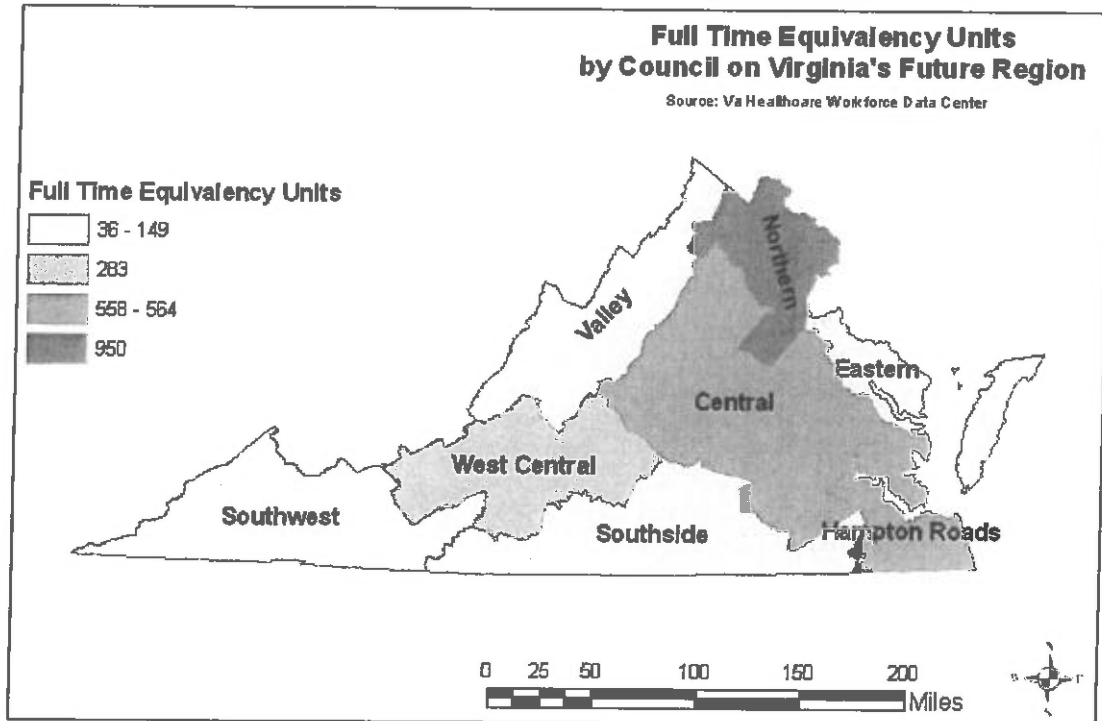 Full Time Equivalency Units
by Council on Virginia's Future Region
Source: Va Healthcare Workforce Data Center
Full Time Equivalency Units
36 - 149
283
558 - 564
950
Northern
Valley
Eastern
Central
West Central
Southwest
Southside
Hampton Roads
0 25 50 100 150 200
Miles